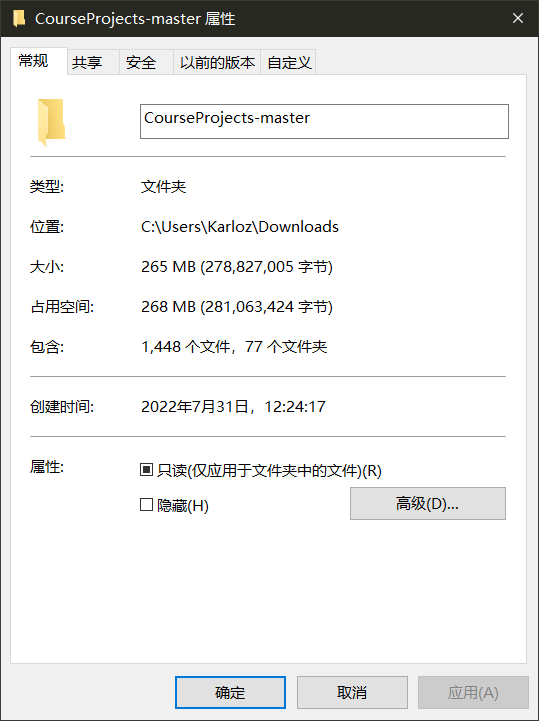 CourseProjects-master 属性
常规 共享 安全 以前的版本 自定义
CourseProjects-master
类型: 文件夹
位置: C:\Users\Karloz\Downloads
大小: 265 MB (278,827,005 字节)
占用空间: 268 MB (281,063,424 字节)
包含: 1,448 个文件，77 个文件夹
创建时间: 2022年7月31日，12:24:17
属性: 只读(仅应用于文件夹中的文件)(R)
隐藏(H) 高级(D)...
确定 取消 应用(A)